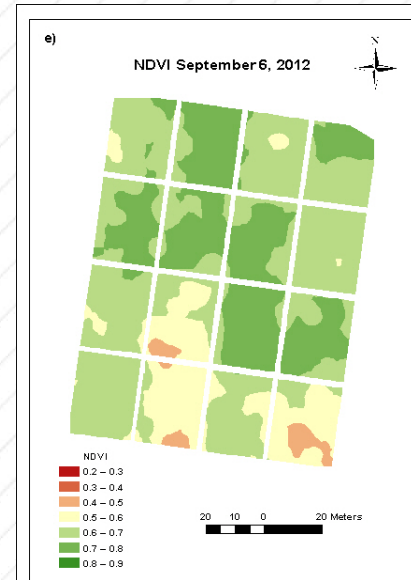 e)
N
NDVI September 6, 2012
NDVI
0.2 – 0.3
0.3 – 0.4
0.4 – 0.5
0.5 – 0.6
0.6 – 0.7
0.7 – 0.8
0.8 – 0.9
20 10 0 20 Meters